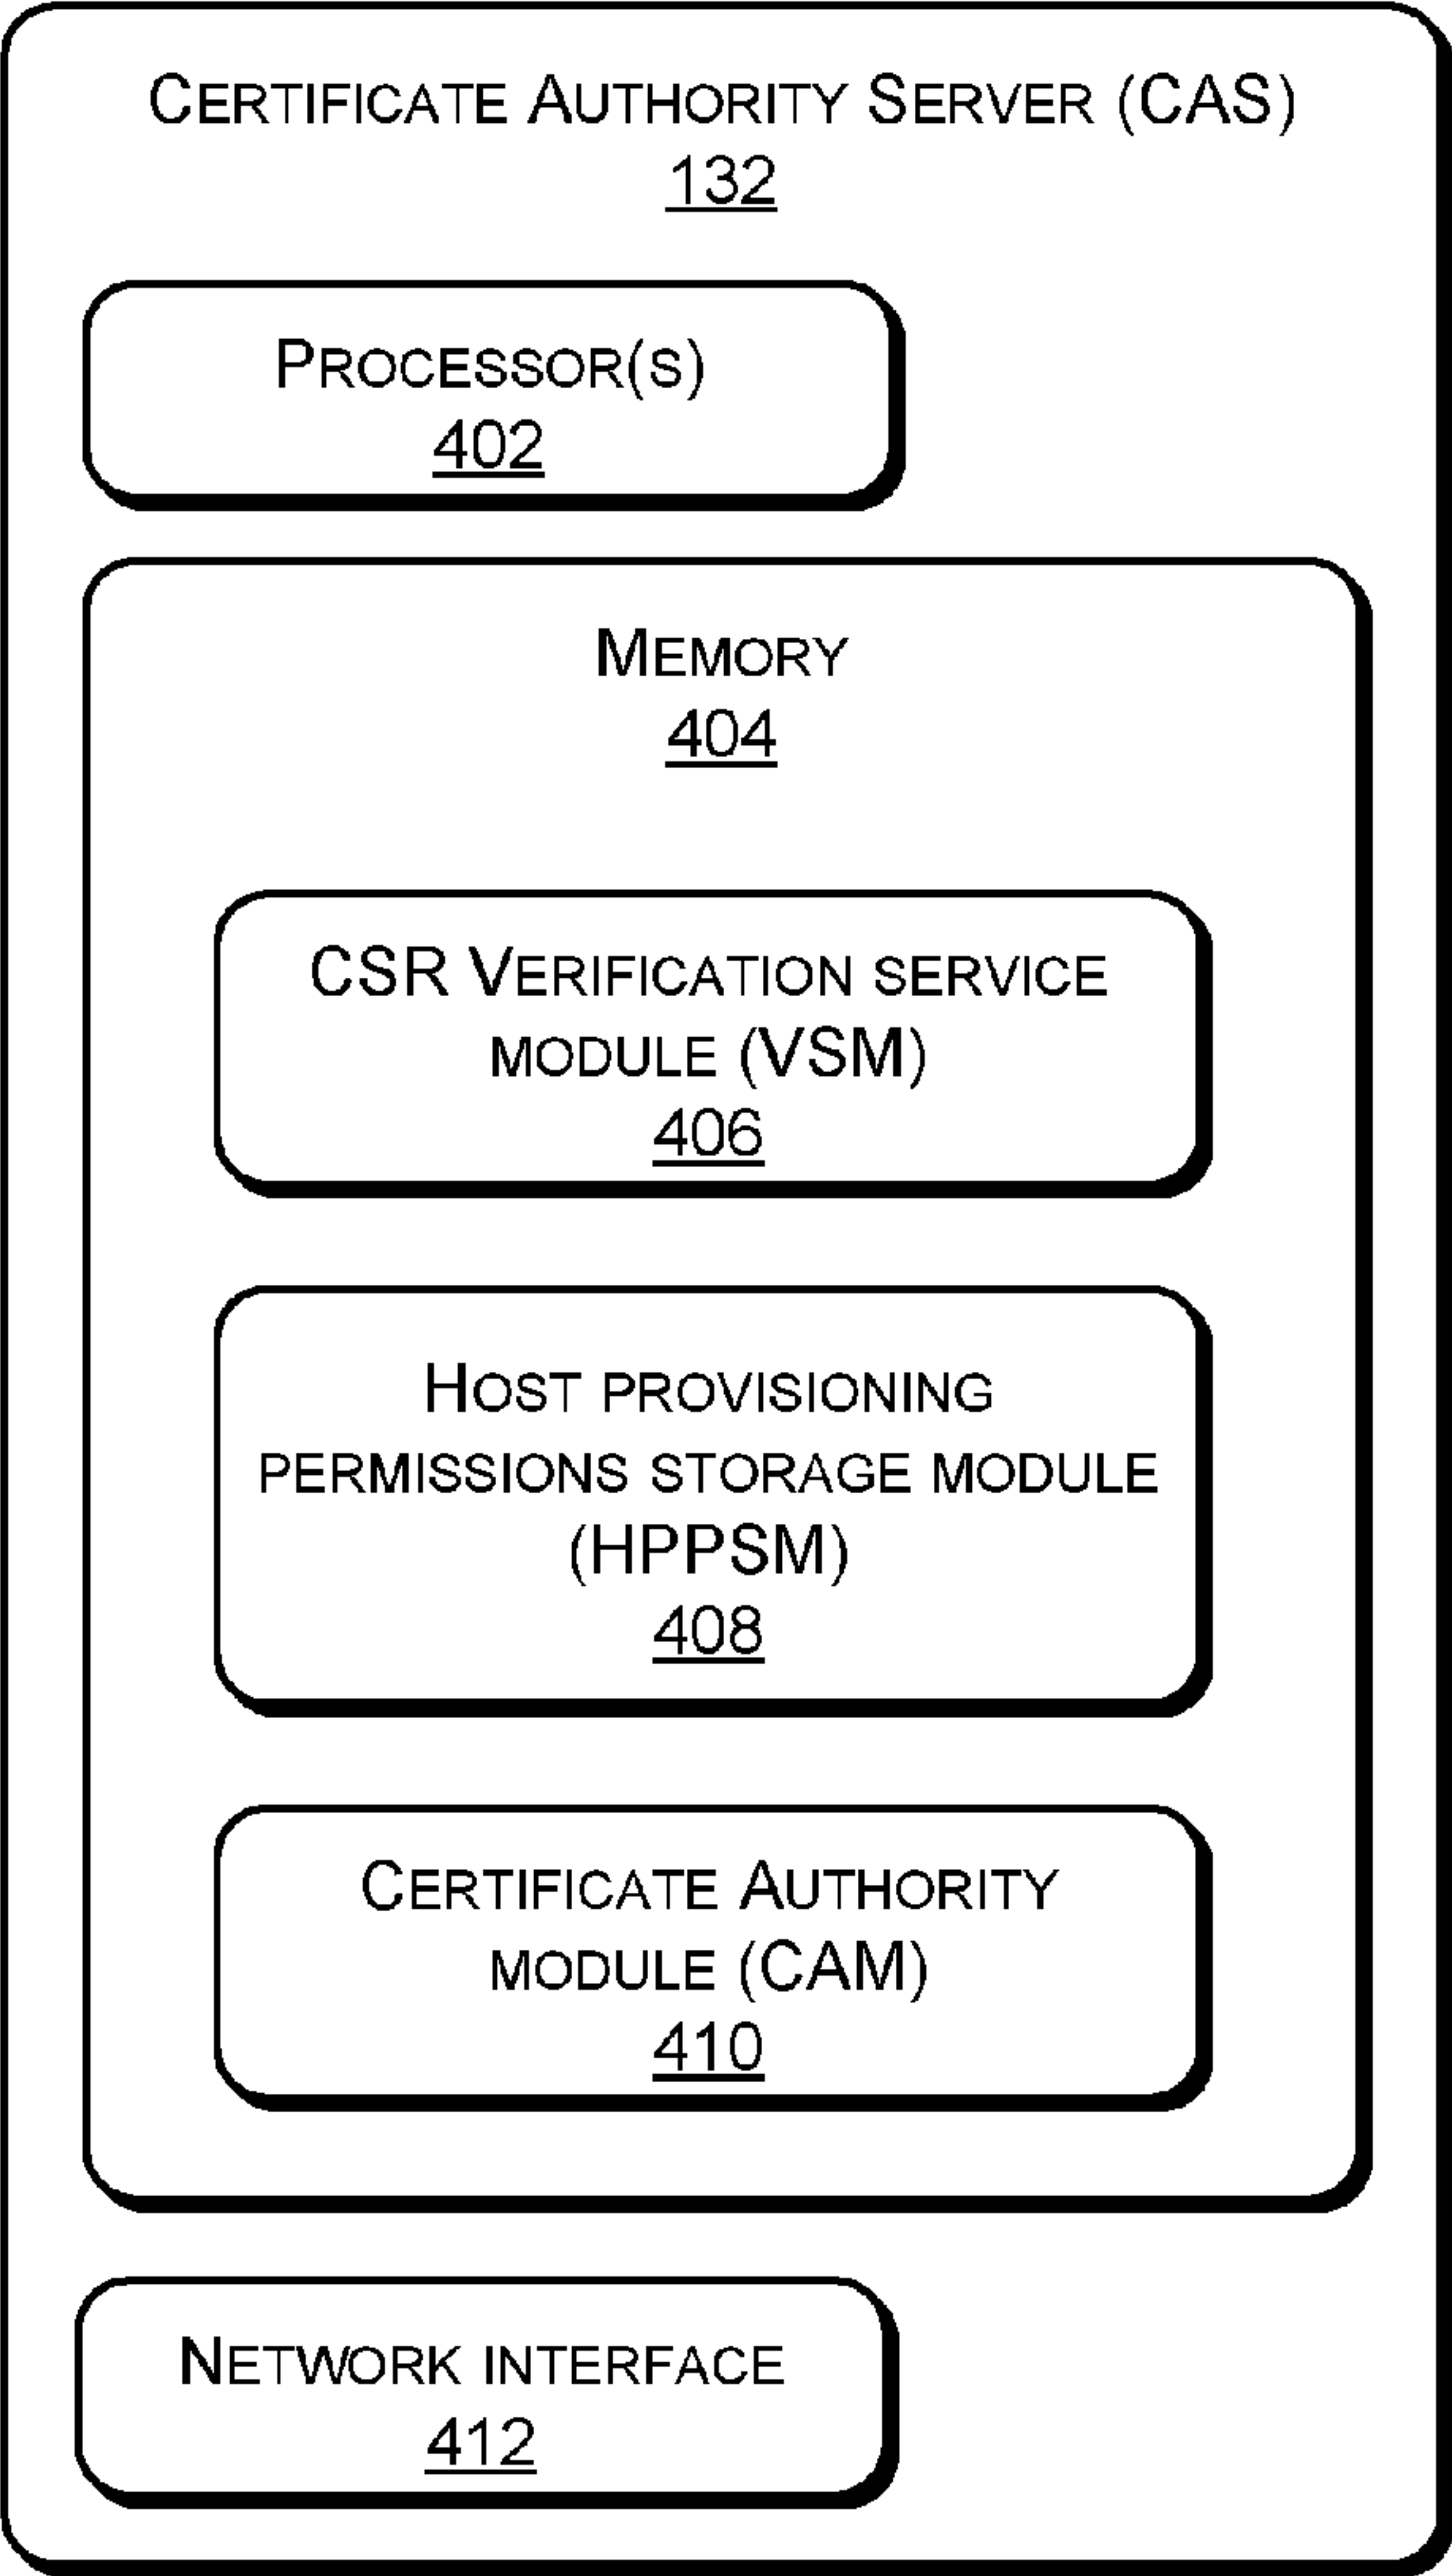 CERTIFICATE AUTHORITY SERVER (CAS)
132
PROCESSOR(S)
402
MEMORY
404
CSR VERIFICATION SERVICE
MODULE (VSM)
406
HOST PROVISIONING
PERMISSIONS STORAGE MODULE
(HPPSM)
408
CERTIFICATE AUTHORITY
MODULE (CAM)
410
NETWORK INTERFACE
412